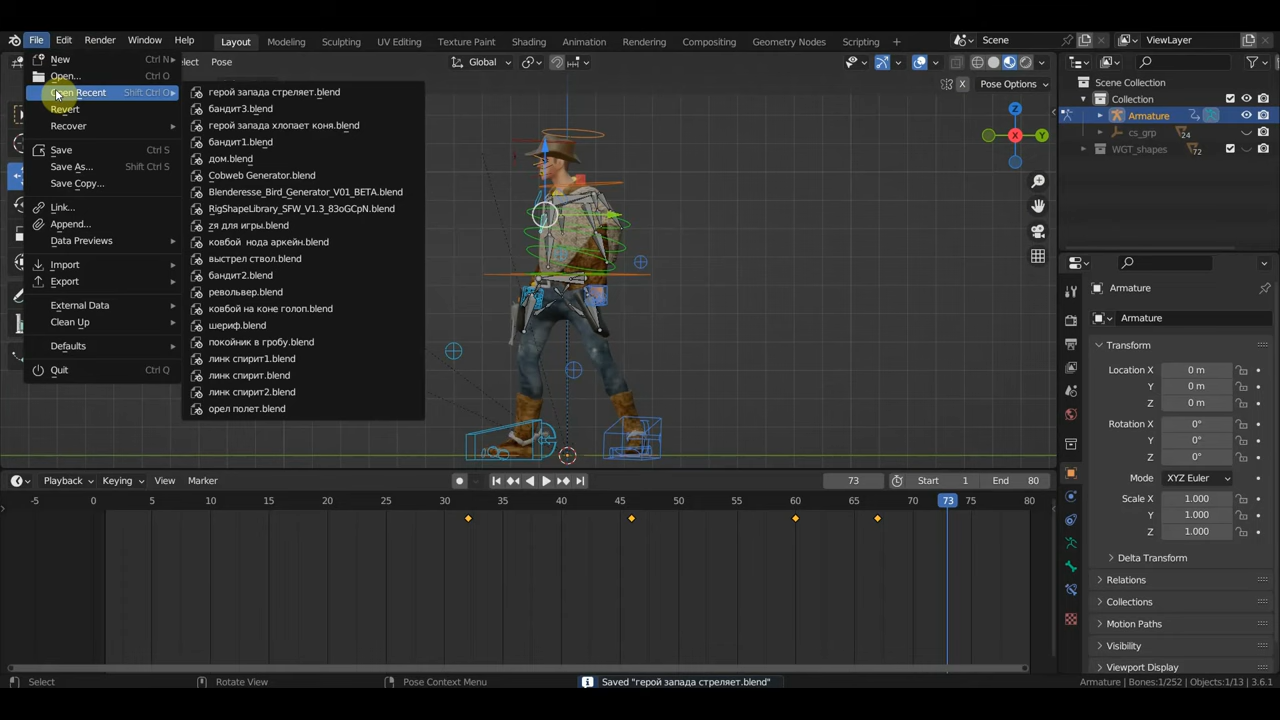 File Edit Render Window Help
Layout Modeling Sculpting UV Editing Texture Paint Shading Animation Rendering Compositing Scripting
Scene
ViewLayer
New Ctrl N
Open... Ctrl O
Open Recent Shift Ctrl O
Revert
Recover
Save Ctrl S
Save As... Shift Ctrl S
Save Copy...
Link...
Append...
Data Previews
Import
Export
External Data
Clean Up
Defaults
Quit Ctrl Q
Pose
Global
Pose Options
X
герой запада стреляет.blend
бандит3.blend
герой запада хлопает коня.blend
бандит1.blend
дом.blend
Cobweb Generator.blend
Blenderesse_Bird_Generator_V01_BETA.blend
RigShapeLibrary_SFW_V1.3_83oGCpN.blend
zя для игры.blend
ковбой нода аркейн.blend
выстрел ствол.blend
бандит2.blend
револьвер.blend
ковбой на коне голоп.blend
шериф.blend
покойник в гробу.blend
линк спирит1.blend
линк спирит.blend
линк спирит2.blend
орел полет.blend
Z
X
Y
Scene Collection
Collection
Armature
cs_grp 24
WGT_shapes 72
Armature
Armature
Transform
Location X 0 m
Y 0 m
Z 0 m
Rotation X 0°
Y 0°
Z 0°
Mode XYZ Euler
Scale X 1.000
Y 1.000
Z 1.000
Delta Transform
Relations
Collections
Motion Paths
Visibility
Viewport Display
Playback Keying View Marker
73 Start 1 End 80
-5 0 5 10 15 20 25 30 35 40 45 50 55 60 65 70 73 75 80
Select Rotate View Pose Context Menu
Saved "герой запада стреляет.blend"
Armature | Bones:1/252 | Objects:1/13 | 3.6.1